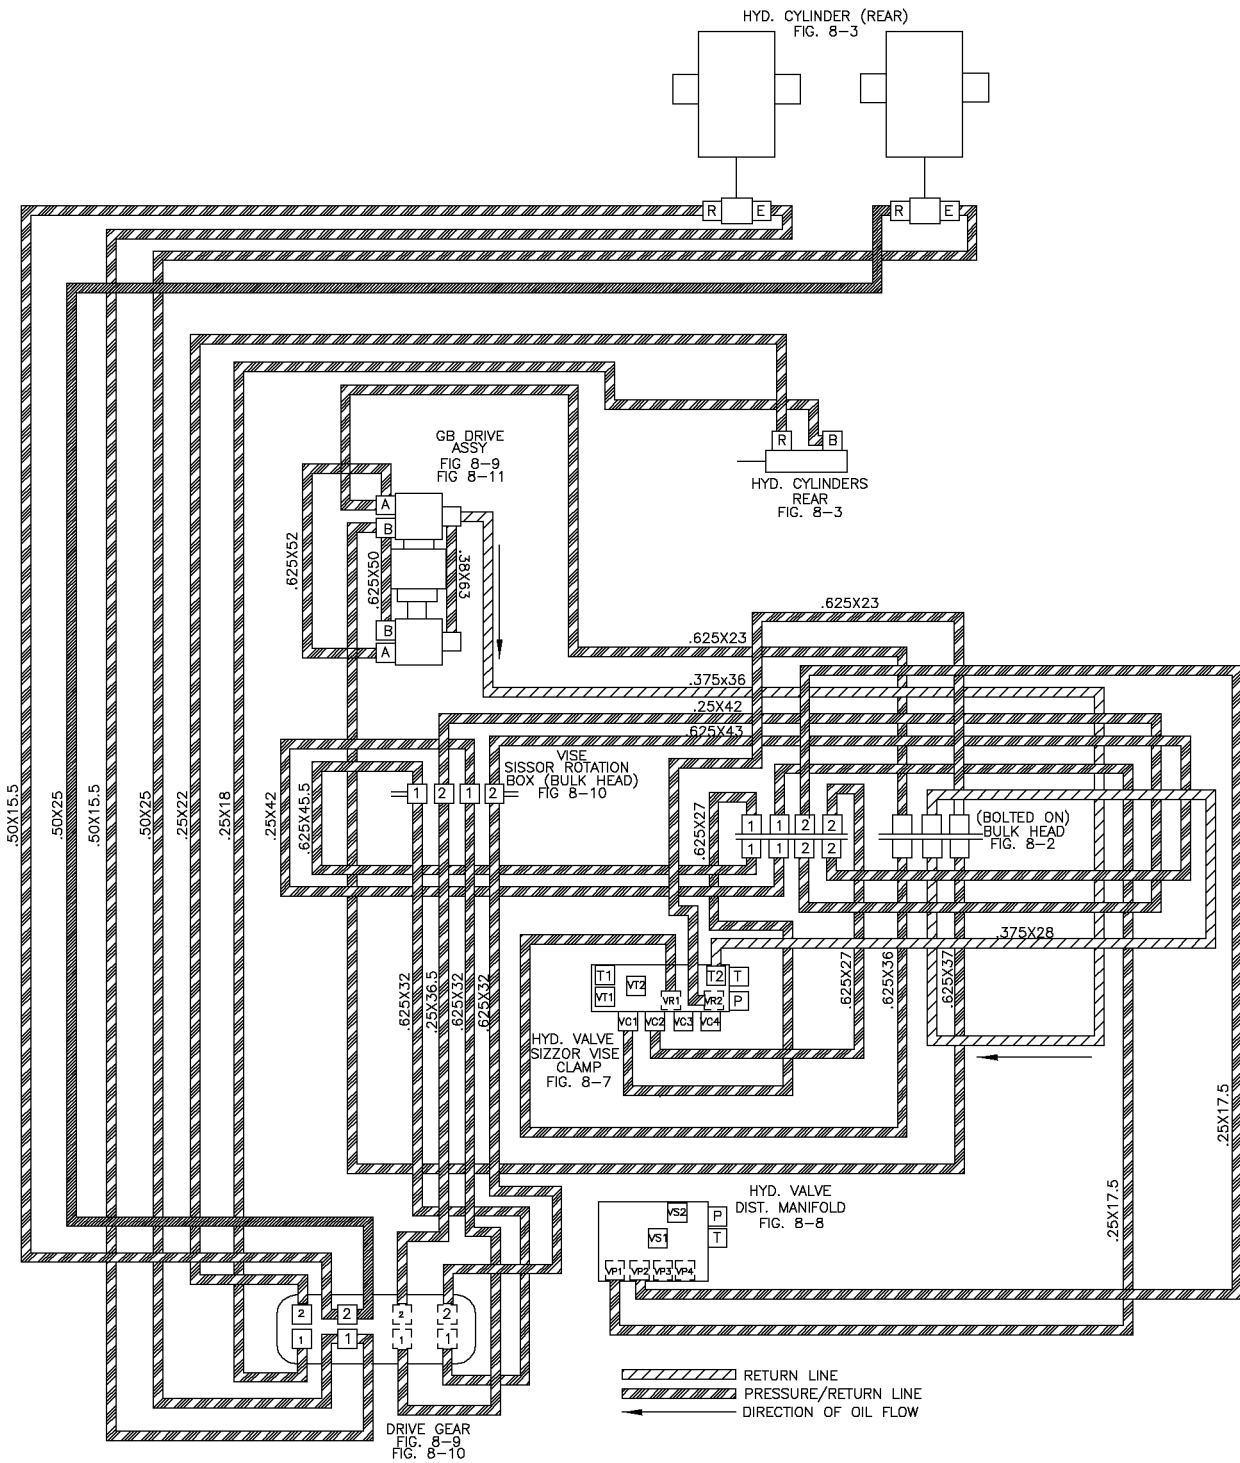 HYD. CYLINDER (REAR)
FIG. 8-3
R
E
R
E
GB DRIVE
ASSY
FIG 8-9
FIG 8-11
R
B
HYD. CYLINDERS
REAR
FIG. 8-3
A
B
B
A
.625X52
.625X50
.38X63
.625X23
.625X23
.375x36
.25X42
.625X43
VISE
SISSOR ROTATION
BOX (BULK HEAD)
FIG 8-10
1
2
1
2
.50X15.5
.50X25
.50X15.5
.50X25
.25X22
.25X18
.25X42
.625X45.5
.625X27
1
1
2
2
1
1
2
2
(BOLTED ON)
BULK HEAD
FIG. 8-2
.375X28
.625X32
.25X36.5
.625X32
.625X32
T1
VT1
VT2
VR1
T2
VR2
T
P
VC1
VC2
VC3
VC4
.625X27
.625X36
.625X37
HYD. VALVE
SIZZOR VISE
CLAMP
FIG. 8-7
.25X17.5
.25X17.5
HYD. VALVE
DIST. MANIFOLD
FIG. 8-8
VS2
VS1
P
T
VP1
VP2
VP3
VP4
2
2
2
2
1
1
1
1
DRIVE GEAR
FIG. 8-9
FIG. 8-10
RETURN LINE
PRESSURE/RETURN LINE
DIRECTION OF OIL FLOW